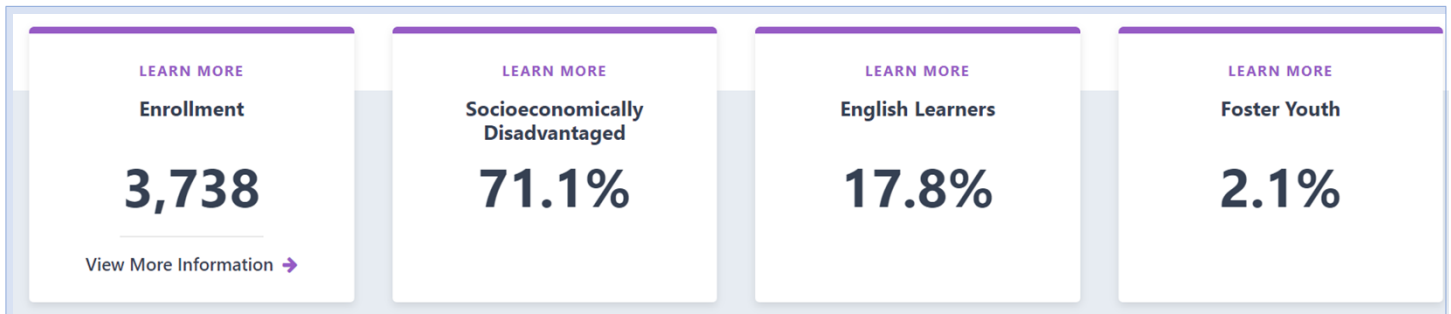 LEARN MORE
Enrollment
3,738
View More Information
LEARN MORE
Socioeconomically
Disadvantaged
71.1%
LEARN MORE
English Learners
17.8%
LEARN MORE
Foster Youth
2.1%